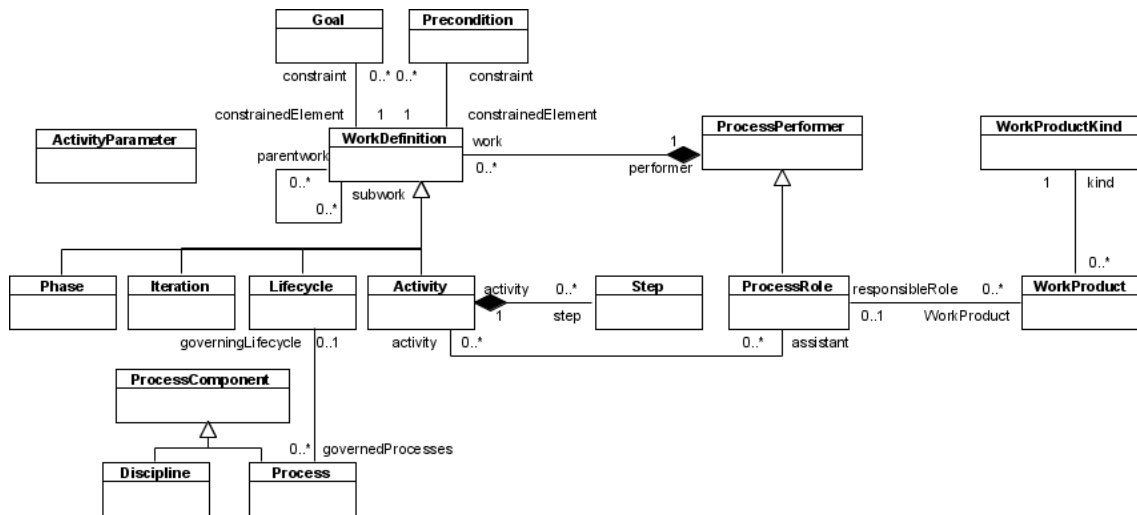 Goal Precondition
constraint 0..* 0..* constraint
constrainedElement 1 1 constrainedElement
ActivityParameter WorkDefinition ProcessPerformer WorkProductKind
work 1
parentwork 0..* performer
0..* 1 kind
subwork
0..*
0..*
Phase Iteration Lifecycle Activity activity 0..* Step ProcessRole responsibleRole 0..* WorkProduct
1 step 0..1 WorkProduct
governingLifecycle 0..1 activity 0..* 0..* assistant
ProcessComponent
0..* governedProcesses
Discipline Process